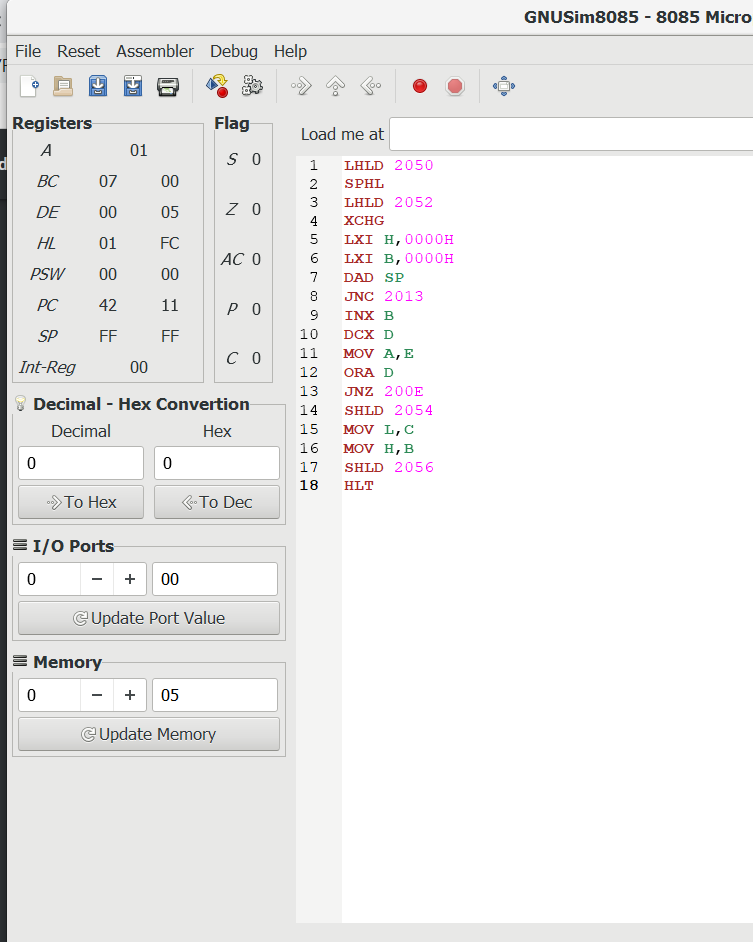 GNUSim8085 - 8085 Micro
File Reset Assembler Debug Help
Registers
A 01
BC 07 00
DE 00 05
HL 01 FC
PSW 00 00
PC 42 11
SP FF FF
Int-Reg 00
Flag
S 0
Z 0
AC 0
P 0
C 0
Decimal - Hex Convertion
Decimal Hex
0 0
To Hex To Dec
I/O Ports
0 − + 00
Update Port Value
Memory
0 − + 05
Update Memory
Load me at
1 LHLD 2050
2 SPHL
3 LHLD 2052
4 XCHG
5 LXI H,0000H
6 LXI B,0000H
7 DAD SP
8 JNC 2013
9 INX B
10 DCX D
11 MOV A,E
12 ORA D
13 JNZ 200E
14 SHLD 2054
15 MOV L,C
16 MOV H,B
17 SHLD 2056
18 HLT